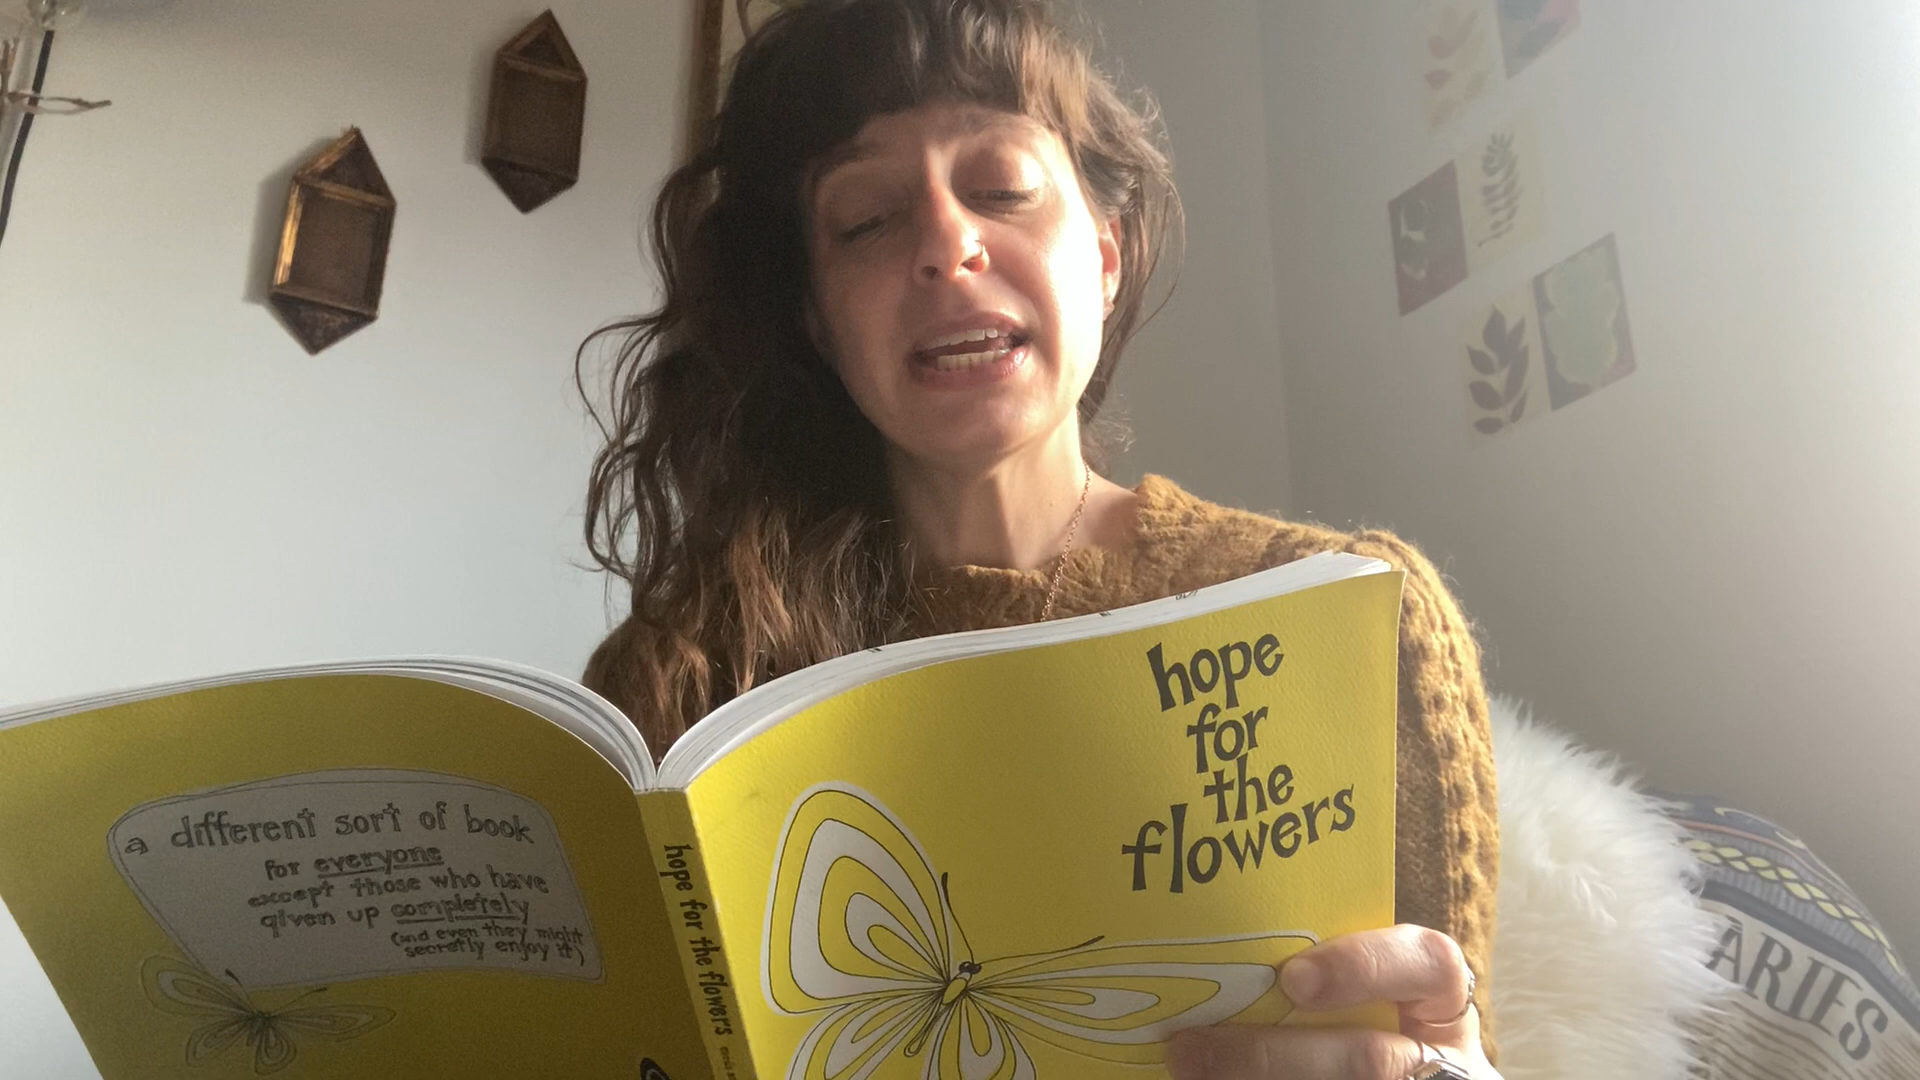 a different sort of book
for everyone
except those who have
given up completely
(and even they might
secretly enjoy it)
hope for the flowers
hope
for
the
flowers
ARIES